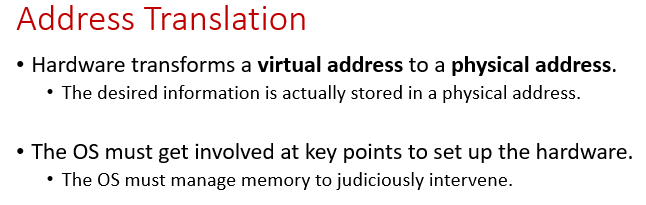 Address Translation
• Hardware transforms a virtual address to a physical address.
• The desired information is actually stored in a physical address.
• The OS must get involved at key points to set up the hardware.
• The OS must manage memory to judiciously intervene.